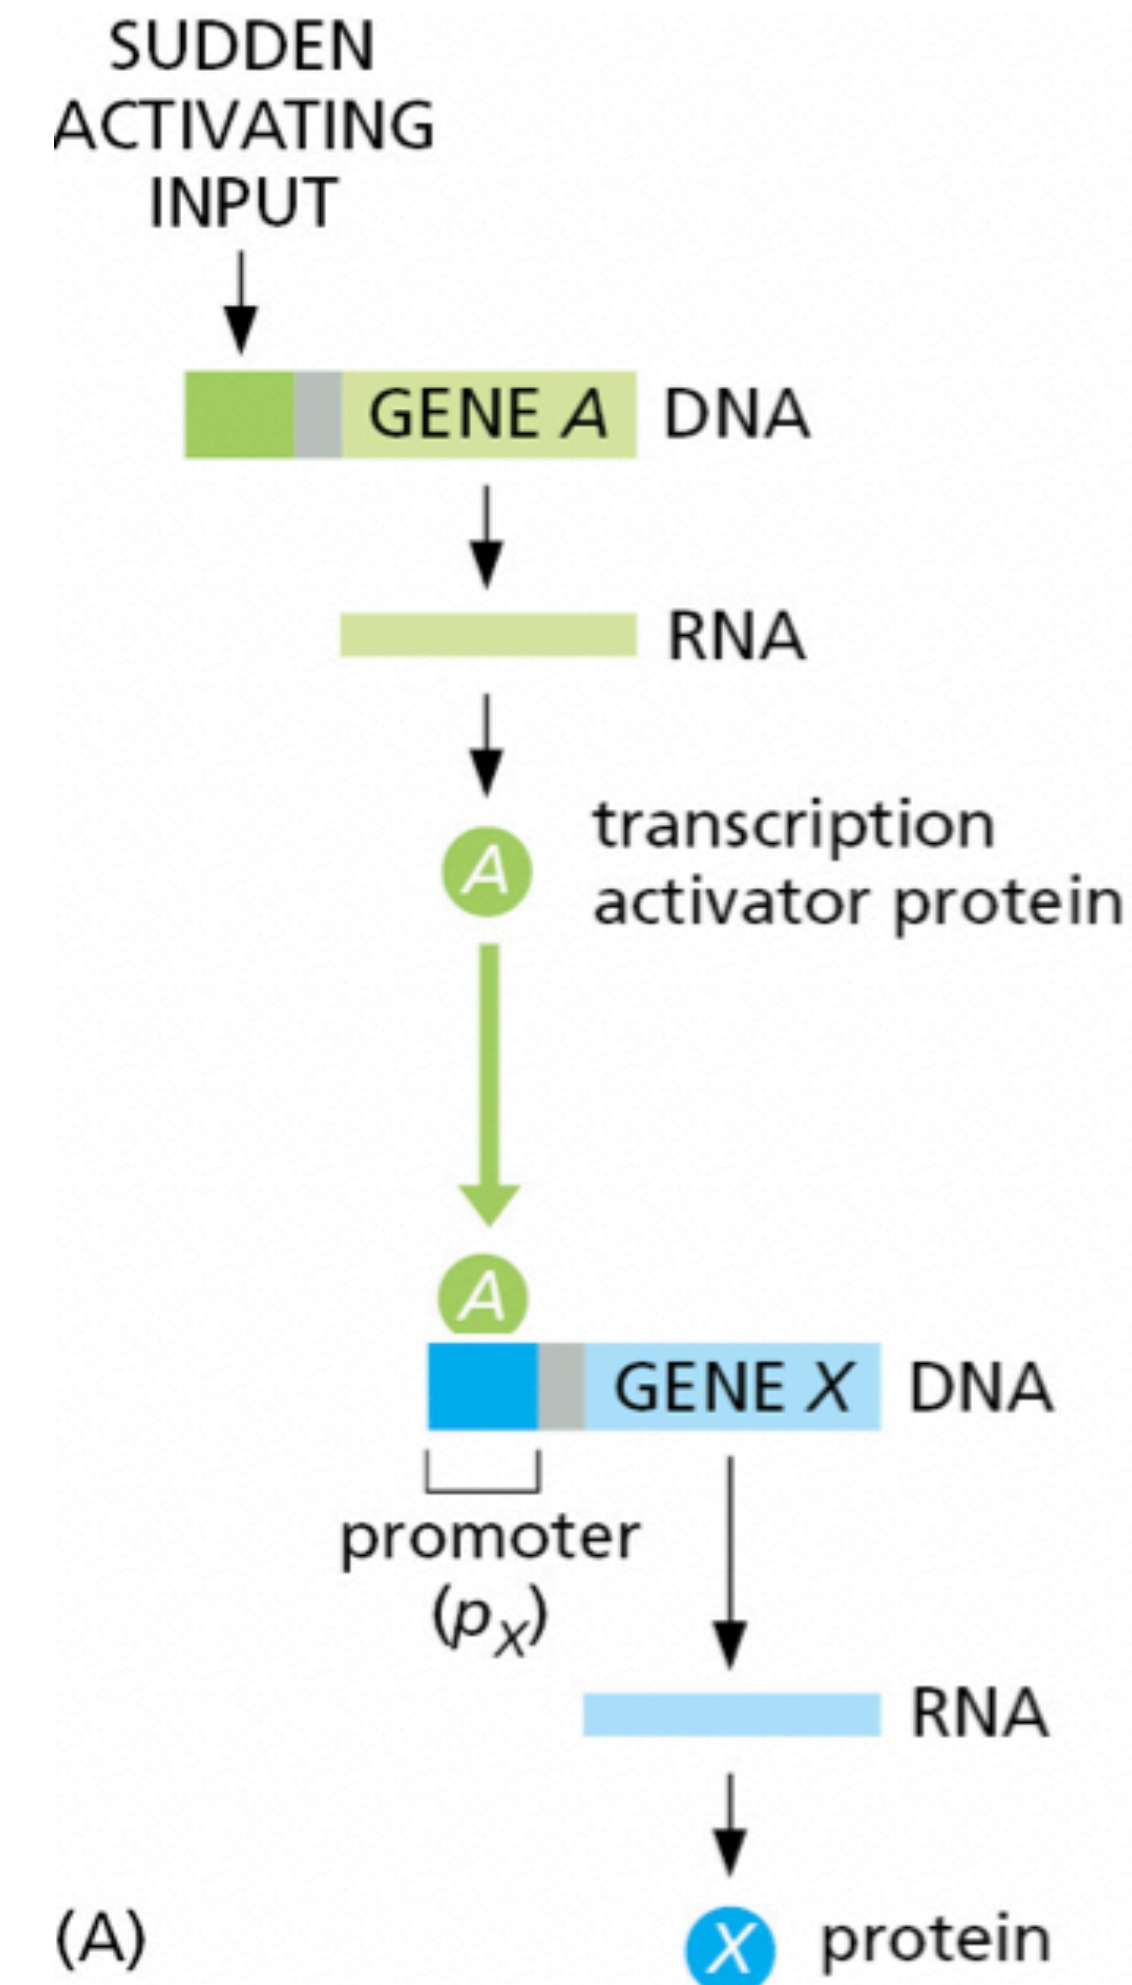 SUDDEN
ACTIVATING
INPUT
GENE A DNA
RNA
A
transcription
activator protein
A
GENE X DNA
promoter
(pX)
RNA
(A)
X protein